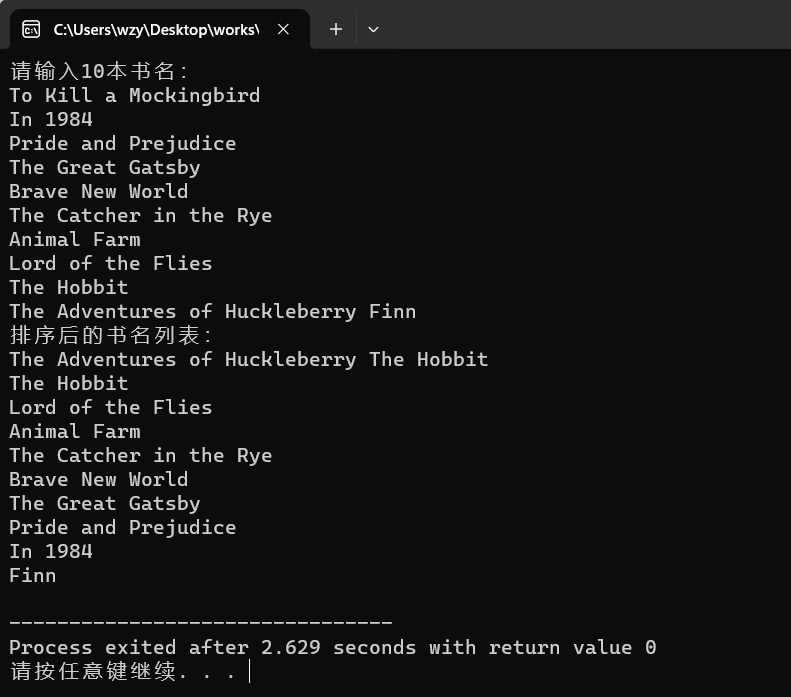 C:\Users\wzy\Desktop\works\
请输入10本书名:
To Kill a Mockingbird
In 1984
Pride and Prejudice
The Great Gatsby
Brave New World
The Catcher in the Rye
Animal Farm
Lord of the Flies
The Hobbit
The Adventures of Huckleberry Finn
排序后的书名列表:
The Adventures of Huckleberry The Hobbit
The Hobbit
Lord of the Flies
Animal Farm
The Catcher in the Rye
Brave New World
The Great Gatsby
Pride and Prejudice
In 1984
Finn
--------------------------------
Process exited after 2.629 seconds with return value 0
请按任意键继续. . .